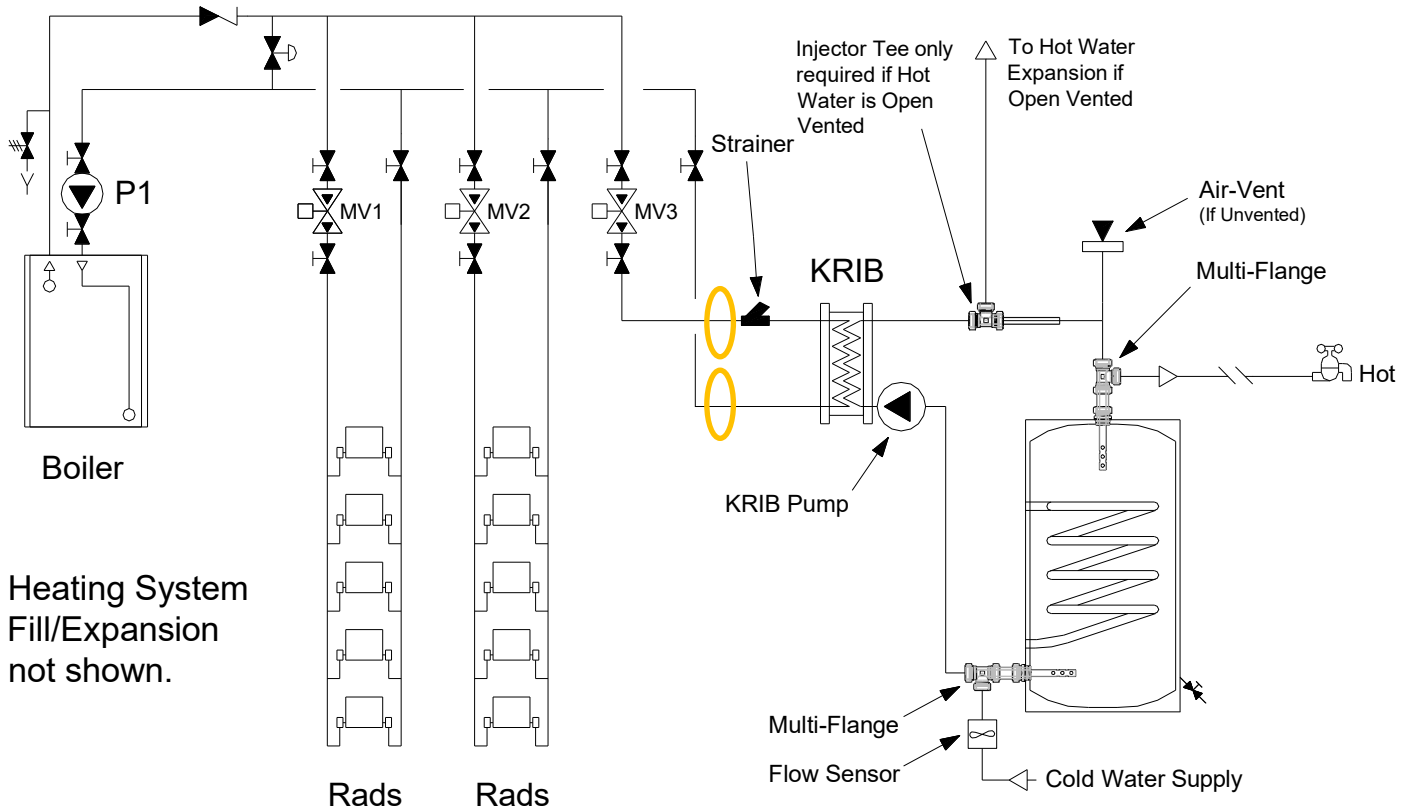 Injector Tee only
required if Hot
Water is Open
Vented
To Hot Water
Expansion if
Open Vented
Strainer
P1
MV1
MV2
MV3
Air-Vent
(If Unvented)
KRIB
Multi-Flange
Hot
Boiler
KRIB Pump
Heating System
Fill/Expansion
not shown.
Multi-Flange
Flow Sensor
Cold Water Supply
Rads
Rads